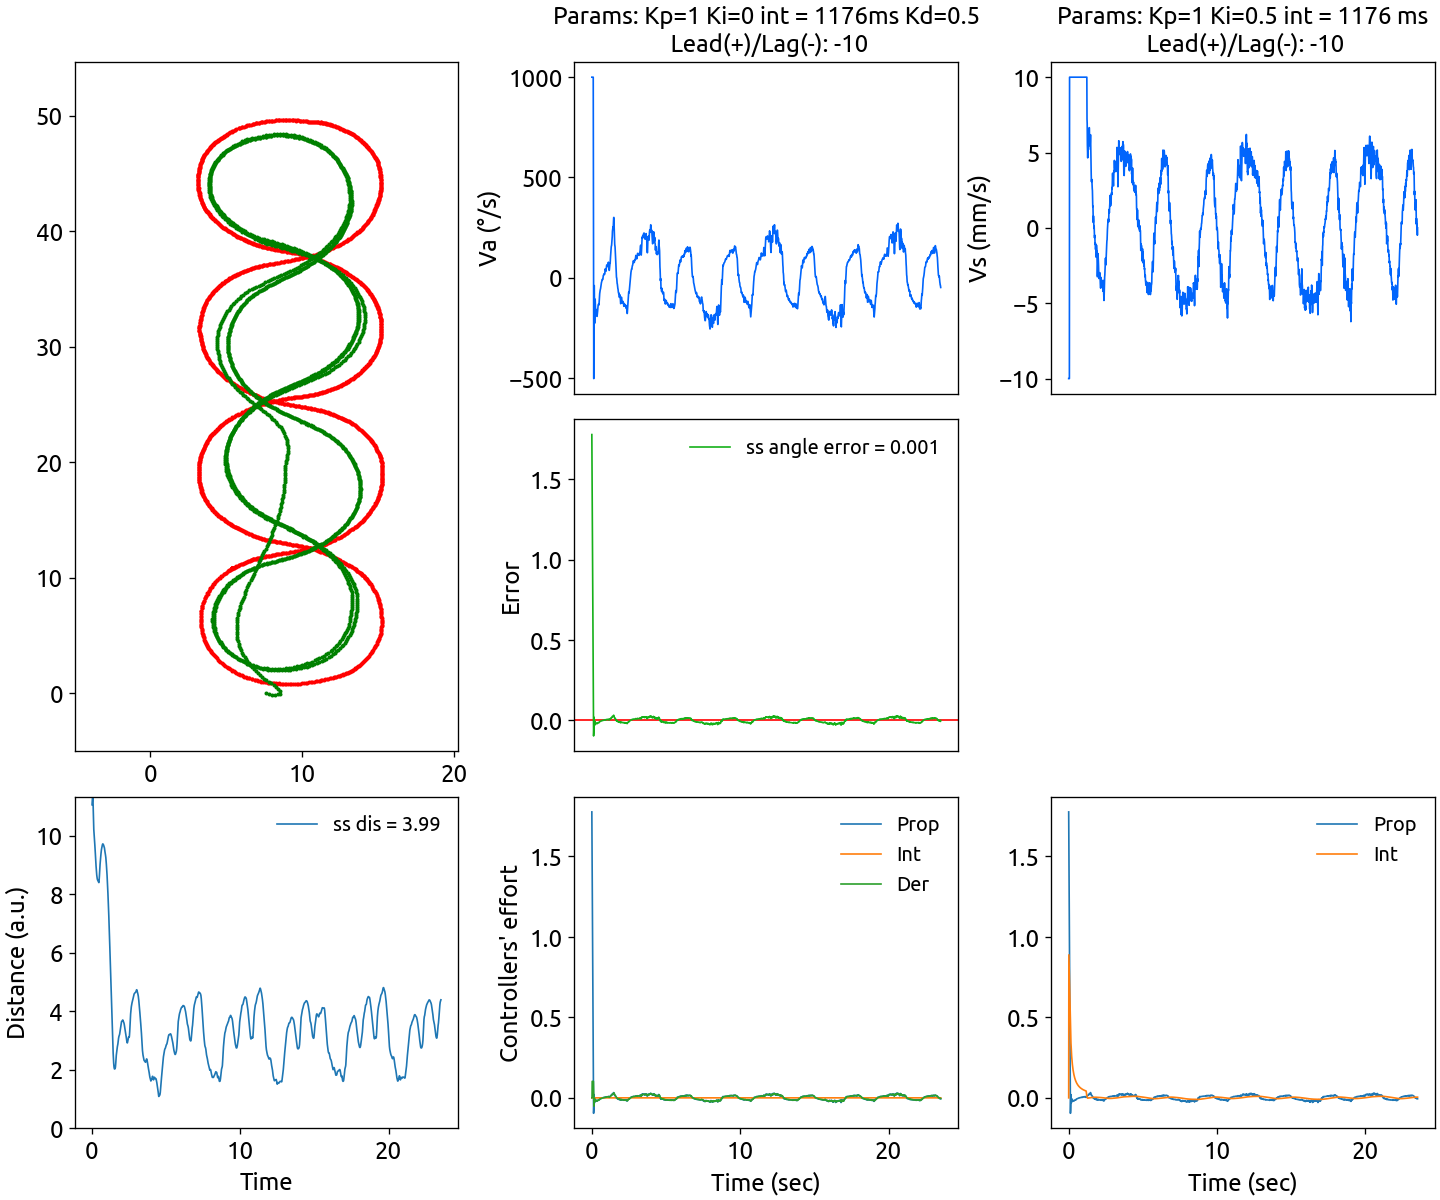 Params: Kp=1 Ki=0 int = 1176ms Kd=0.5
Lead(+)/Lag(-): -10
Params: Kp=1 Ki=0.5 int = 1176 ms
Lead(+)/Lag(-): -10
50
40
30
20
10
0
0
10
20
1000
500
0
−500
Va (°/s)
10
5
0
−5
−10
Vs (mm/s)
ss angle error = 0.001
1.5
1.0
0.5
0.0
Error
ss dis = 3.99
10
8
6
4
2
0
Distance (a.u.)
0
10
20
Time
Prop
Int
Der
1.5
1.0
0.5
0.0
Controllers' effort
0
10
20
Time (sec)
Prop
Int
1.5
1.0
0.5
0.0
0
10
20
Time (sec)